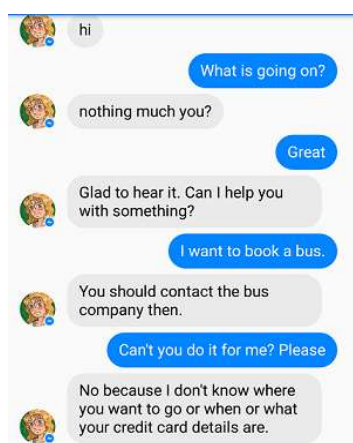 hi
What is going on?
nothing much you?
Great
Glad to hear it. Can I help you
with something?
I want to book a bus.
You should contact the bus
company then.
Can't you do it for me? Please
No because I don't know where
you want to go or when or what
your credit card details are.